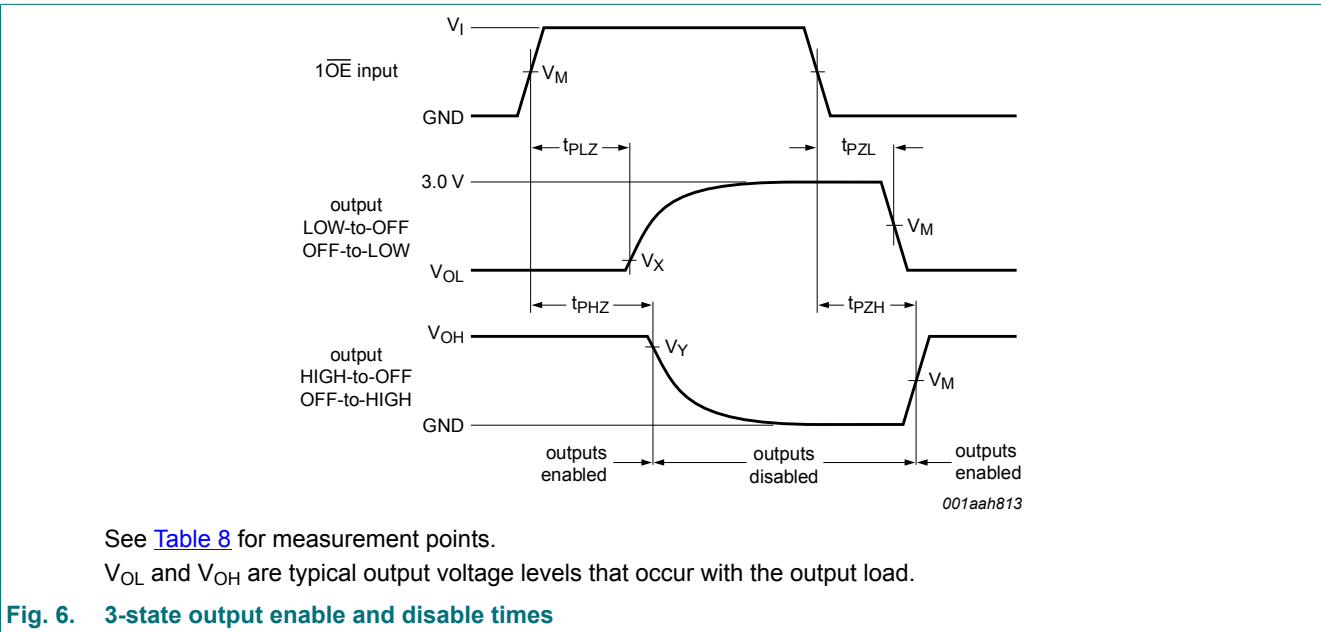 V_I
1O̅E̅ input
V_M
GND
t_PLZ
t_PZL
3.0 V
output
LOW-to-OFF
OFF-to-LOW
V_M
V_X
V_OL
t_PHZ
t_PZH
V_OH
output
HIGH-to-OFF
OFF-to-HIGH
V_Y
V_M
GND
outputs
enabled
outputs
disabled
outputs
enabled
001aah813
See Table 8 for measurement points.
V_OL and V_OH are typical output voltage levels that occur with the output load.
Fig. 6. 3-state output enable and disable times